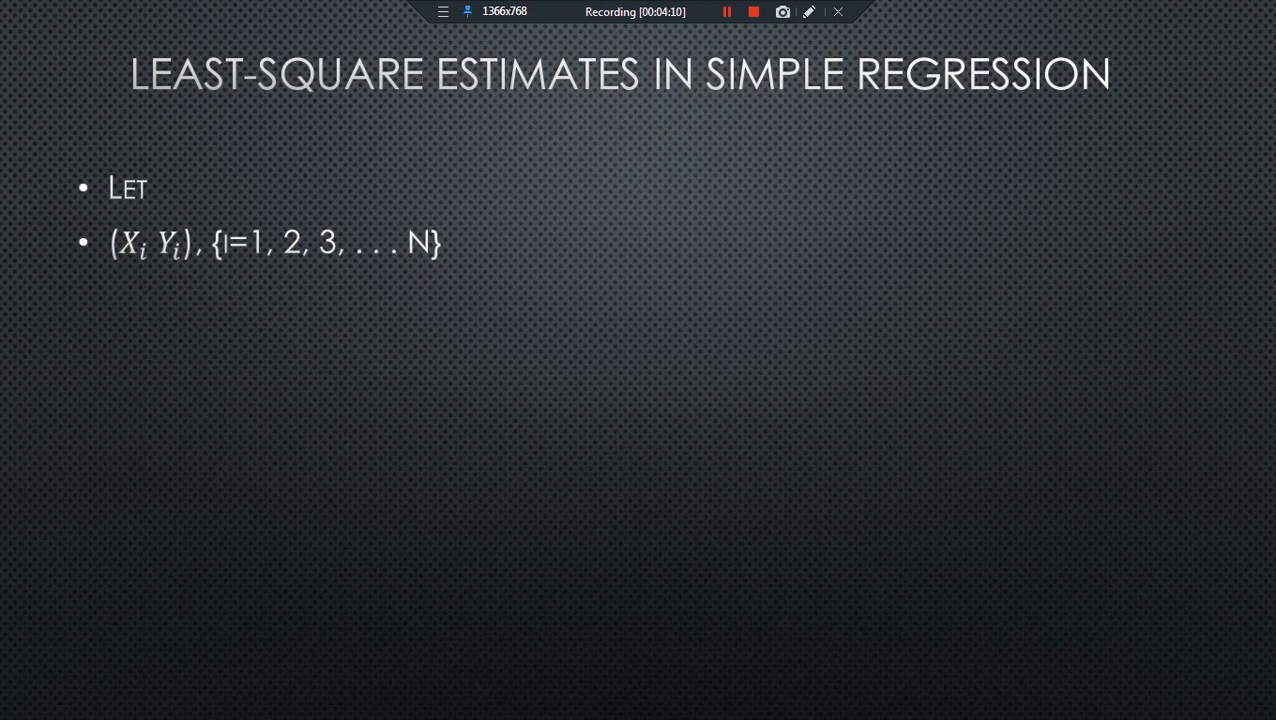 1366x768 Recording [00:04:10]
LEAST-SQUARE ESTIMATES IN SIMPLE REGRESSION
• LET
• (Xᵢ Yᵢ), {I=1, 2, 3, . . . N}